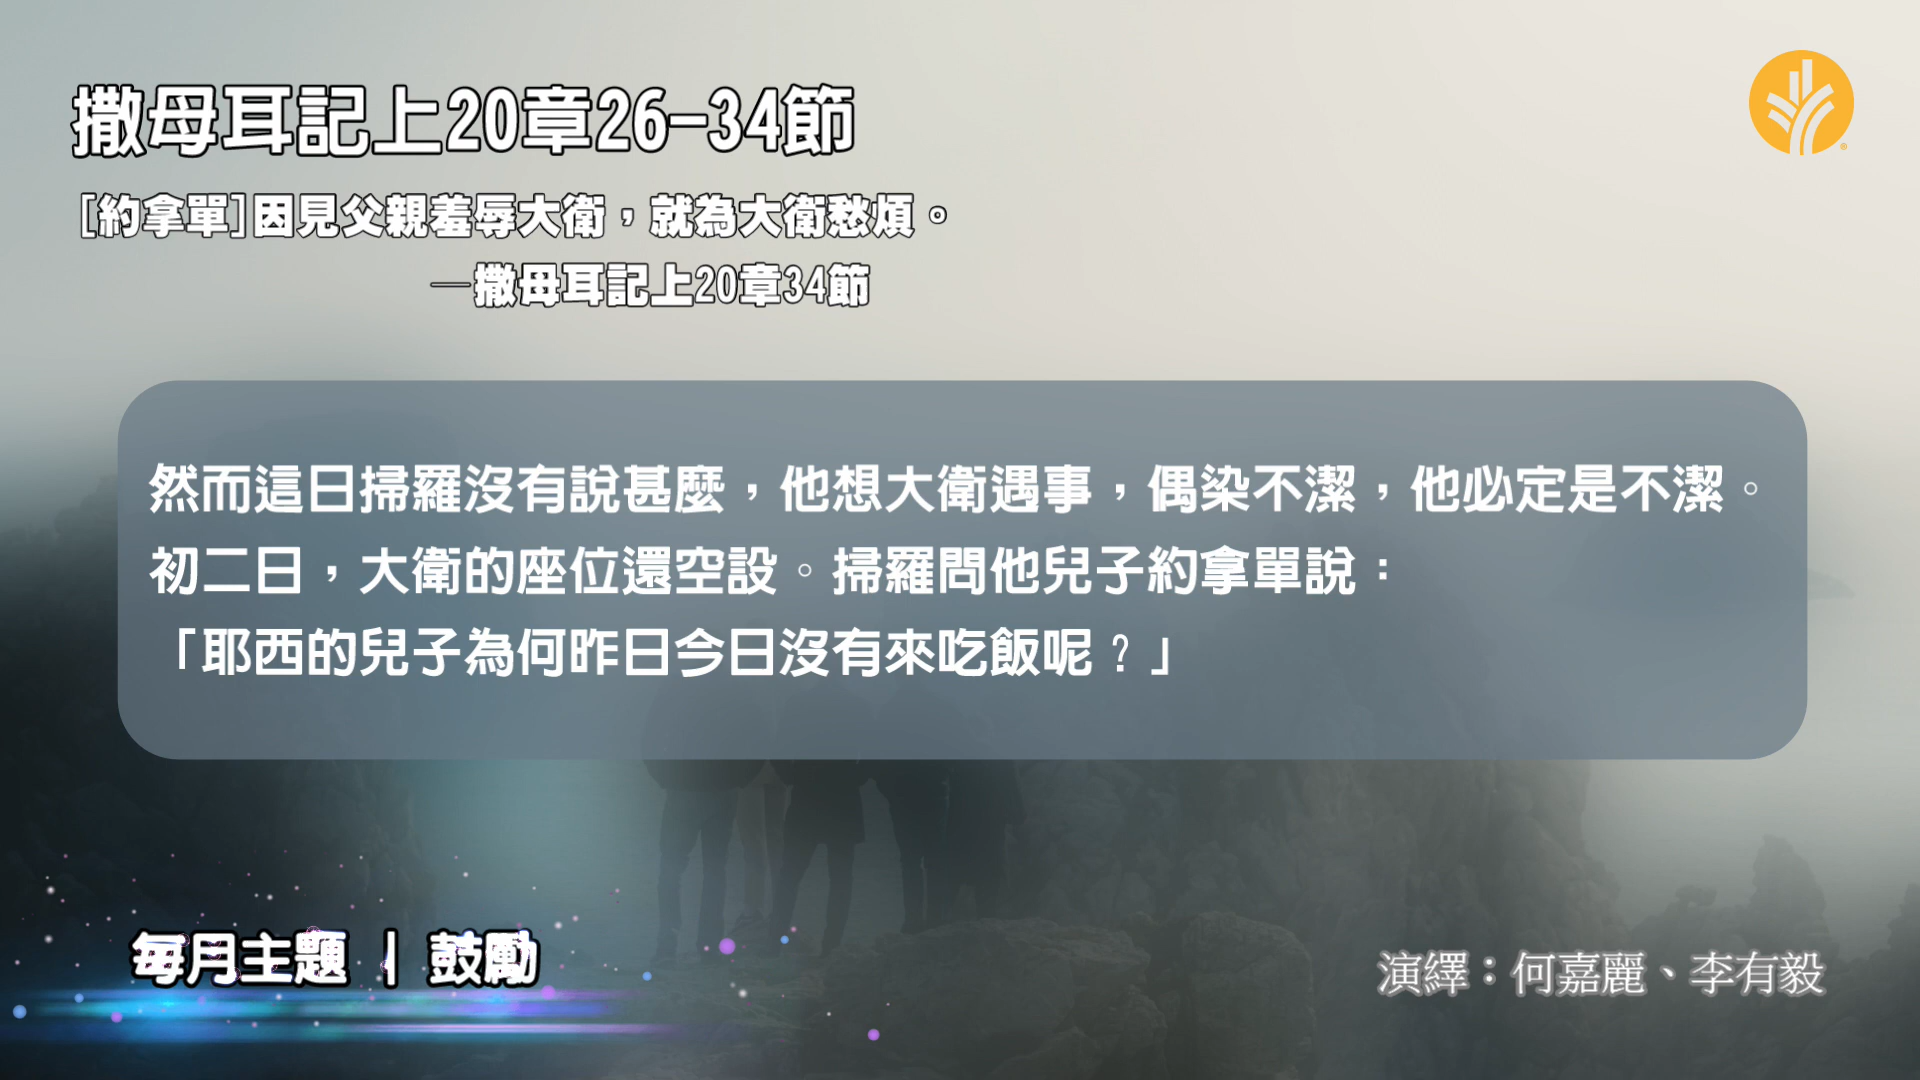 撒母耳記上20章26-34節
[約拿單]因見父親羞辱大衛，就為大衛愁煩。
—撒母耳記上20章34節
然而這日掃羅沒有說甚麼，他想大衛遇事，偶染不潔，他必定是不潔。
初二日，大衛的座位還空設。掃羅問他兒子約拿單說：
「耶西的兒子為何昨日今日沒有來吃飯呢？」
每月主題 | 鼓勵
演繹：何嘉麗、李有毅